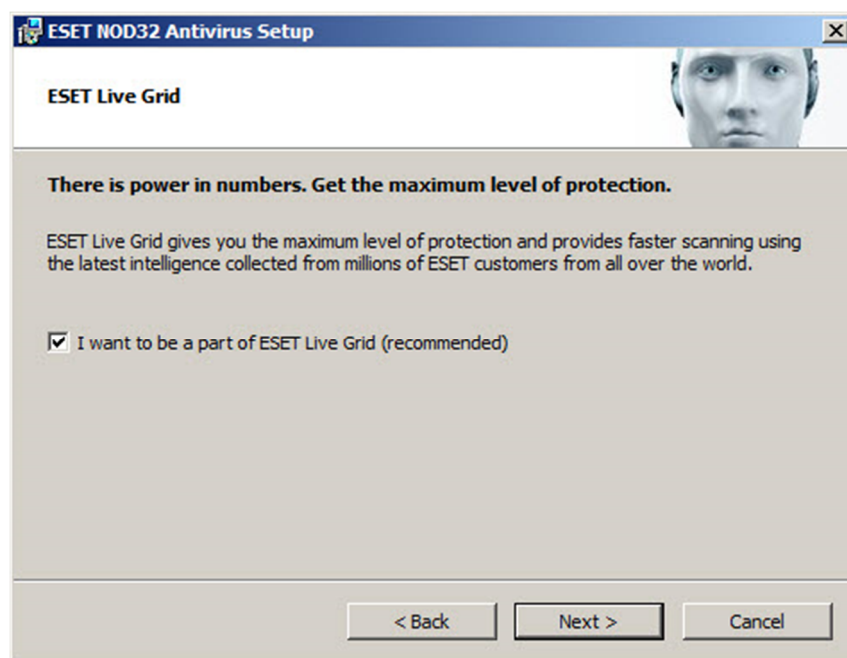 ESET NOD32 Antivirus Setup
ESET Live Grid
There is power in numbers. Get the maximum level of protection.
ESET Live Grid gives you the maximum level of protection and provides faster scanning using
the latest intelligence collected from millions of ESET customers from all over the world.
I want to be a part of ESET Live Grid (recommended)
< Back Next > Cancel